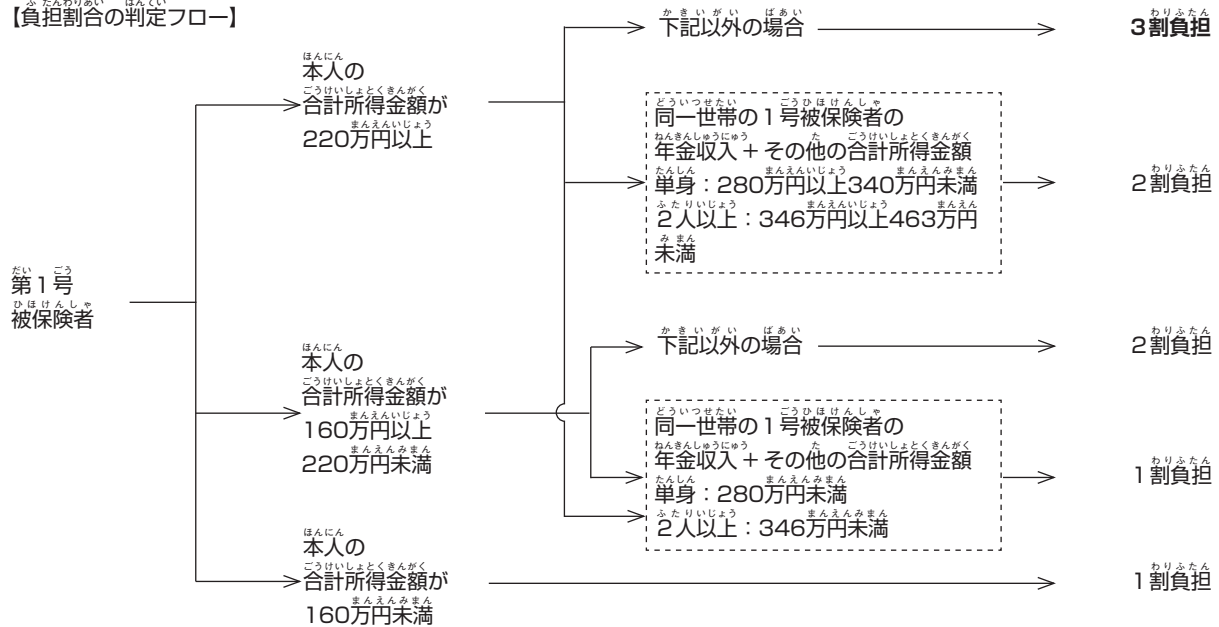 【負担割合の判定フロー】
下記以外の場合
3割負担
本人の
合計所得金額が
220万円以上
同一世帯の1号被保険者の
年金収入+その他の合計所得金額
単身:280万円以上340万円未満
2人以上:346万円以上463万円
未満
2割負担
第1号
被保険者
下記以外の場合
2割負担
本人の
合計所得金額が
160万円以上
220万円未満
同一世帯の1号被保険者の
年金収入+その他の合計所得金額
単身:280万円未満
2人以上:346万円未満
1割負担
本人の
合計所得金額が
160万円未満
1割負担